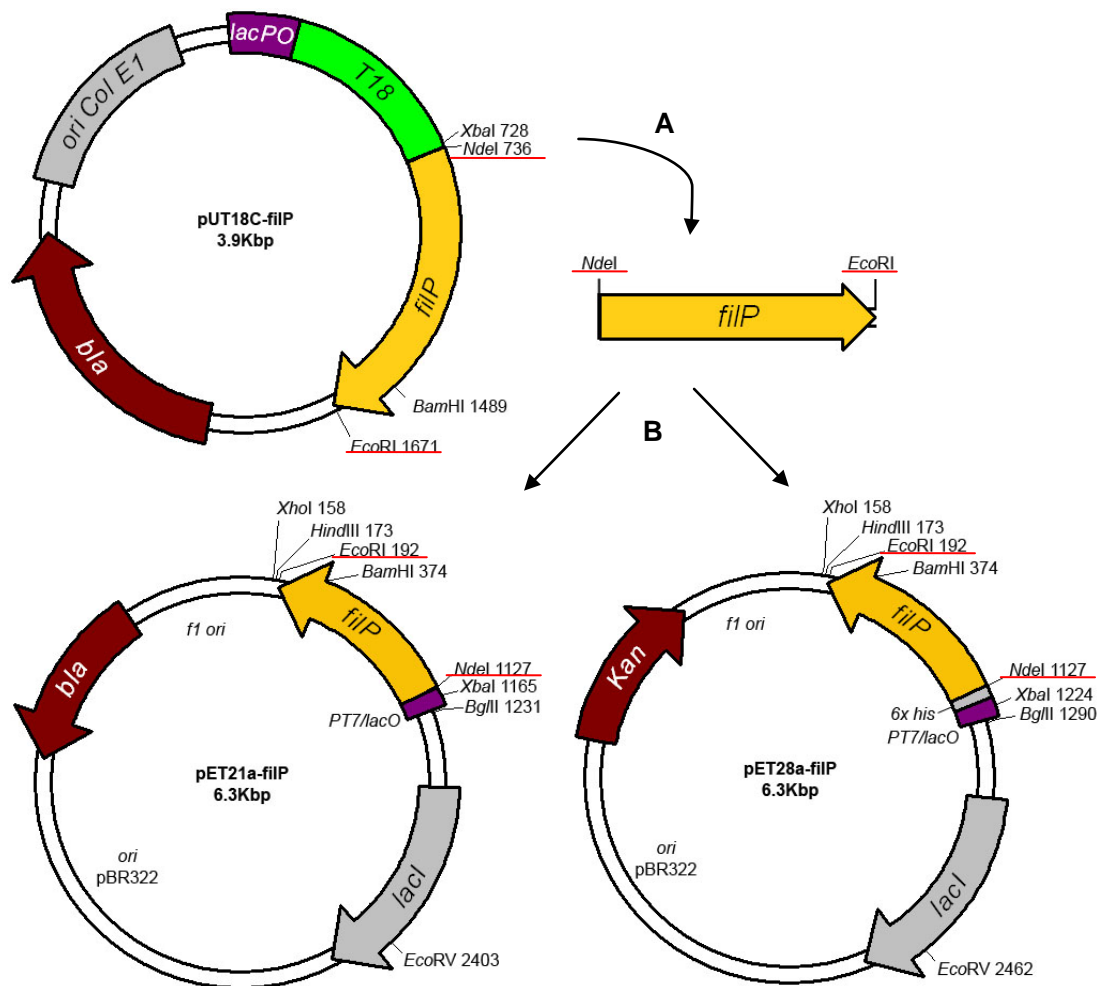 lacPO
T18
ori Col E1
XbaI 728
NdeI 736
A
pUT18C-filP
3.9Kbp
NdeI
EcoRI
filP
filP
bla
BamHI 1489
EcoRI 1671
B
XhoI 158
HindIII 173
EcoRI 192
BamHI 374
f1 ori
filP
bla
NdeI 1127
XbaI 1165
BglII 1231
PT7/lacO
pET21a-filP
6.3Kbp
ori
pBR322
lacI
EcoRV 2403
XhoI 158
HindIII 173
EcoRI 192
BamHI 374
f1 ori
filP
Kan
NdeI 1127
6x his
XbaI 1224
BglII 1290
PT7/lacO
pET28a-filP
6.3Kbp
ori
pBR322
lacI
EcoRV 2462